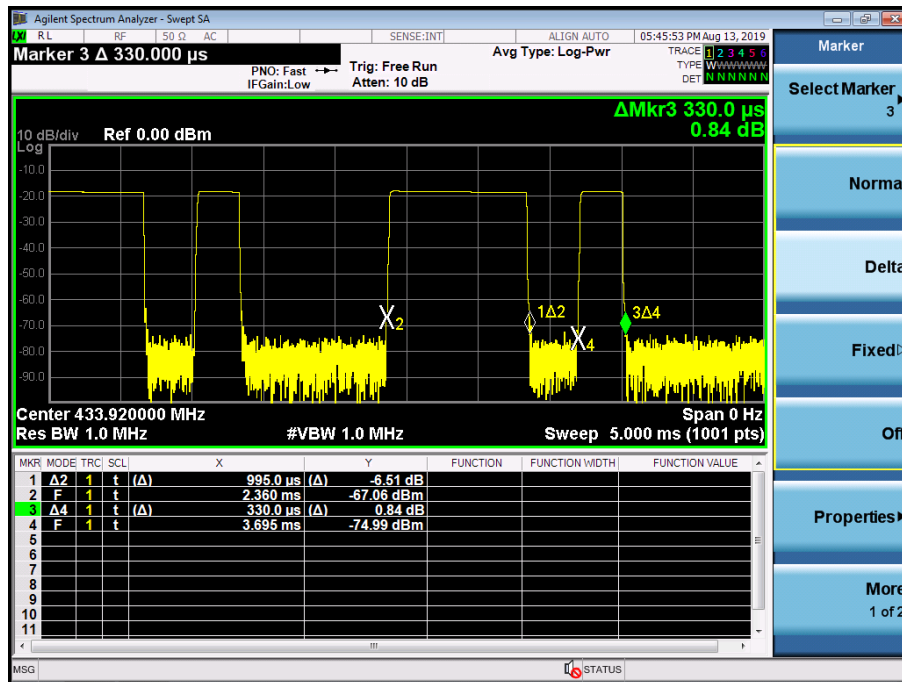 Agilent Spectrum Analyzer - Swept SA
LXI RL RF 50 Ω AC SENSE:INT ALIGN AUTO 05:45:53 PM Aug 13, 2019
Marker 3 Δ 330.000 µs
PNO: Fast
IFGain:Low
Trig: Free Run
Atten: 10 dB
Avg Type: Log-Pwr
TRACE 1 2 3 4 5 6
TYPE WWWWWWW
DET N N N N N N
ΔMkr3 330.0 µs
0.84 dB
10 dB/div Ref 0.00 dBm
Log
-10.0
-20.0
-30.0
-40.0
-50.0
-60.0
-70.0
-80.0
-90.0
X2
1Δ2
X4
3Δ4
Center 433.920000 MHz Span 0 Hz
Res BW 1.0 MHz #VBW 1.0 MHz Sweep 5.000 ms (1001 pts)
MKR MODE TRC SCL X Y FUNCTION FUNCTION WIDTH FUNCTION VALUE
1 Δ2 1 t (Δ) 995.0 µs (Δ) -6.51 dB
2 F 1 t 2.360 ms -67.06 dBm
3 Δ4 1 t (Δ) 330.0 µs (Δ) 0.84 dB
4 F 1 t 3.695 ms -74.99 dBm
5
6
7
8
9
10
11
MSG STATUS
Marker
Select Marker
3
Norma
Delta
Fixed
Of
Properties
More
1 of 2